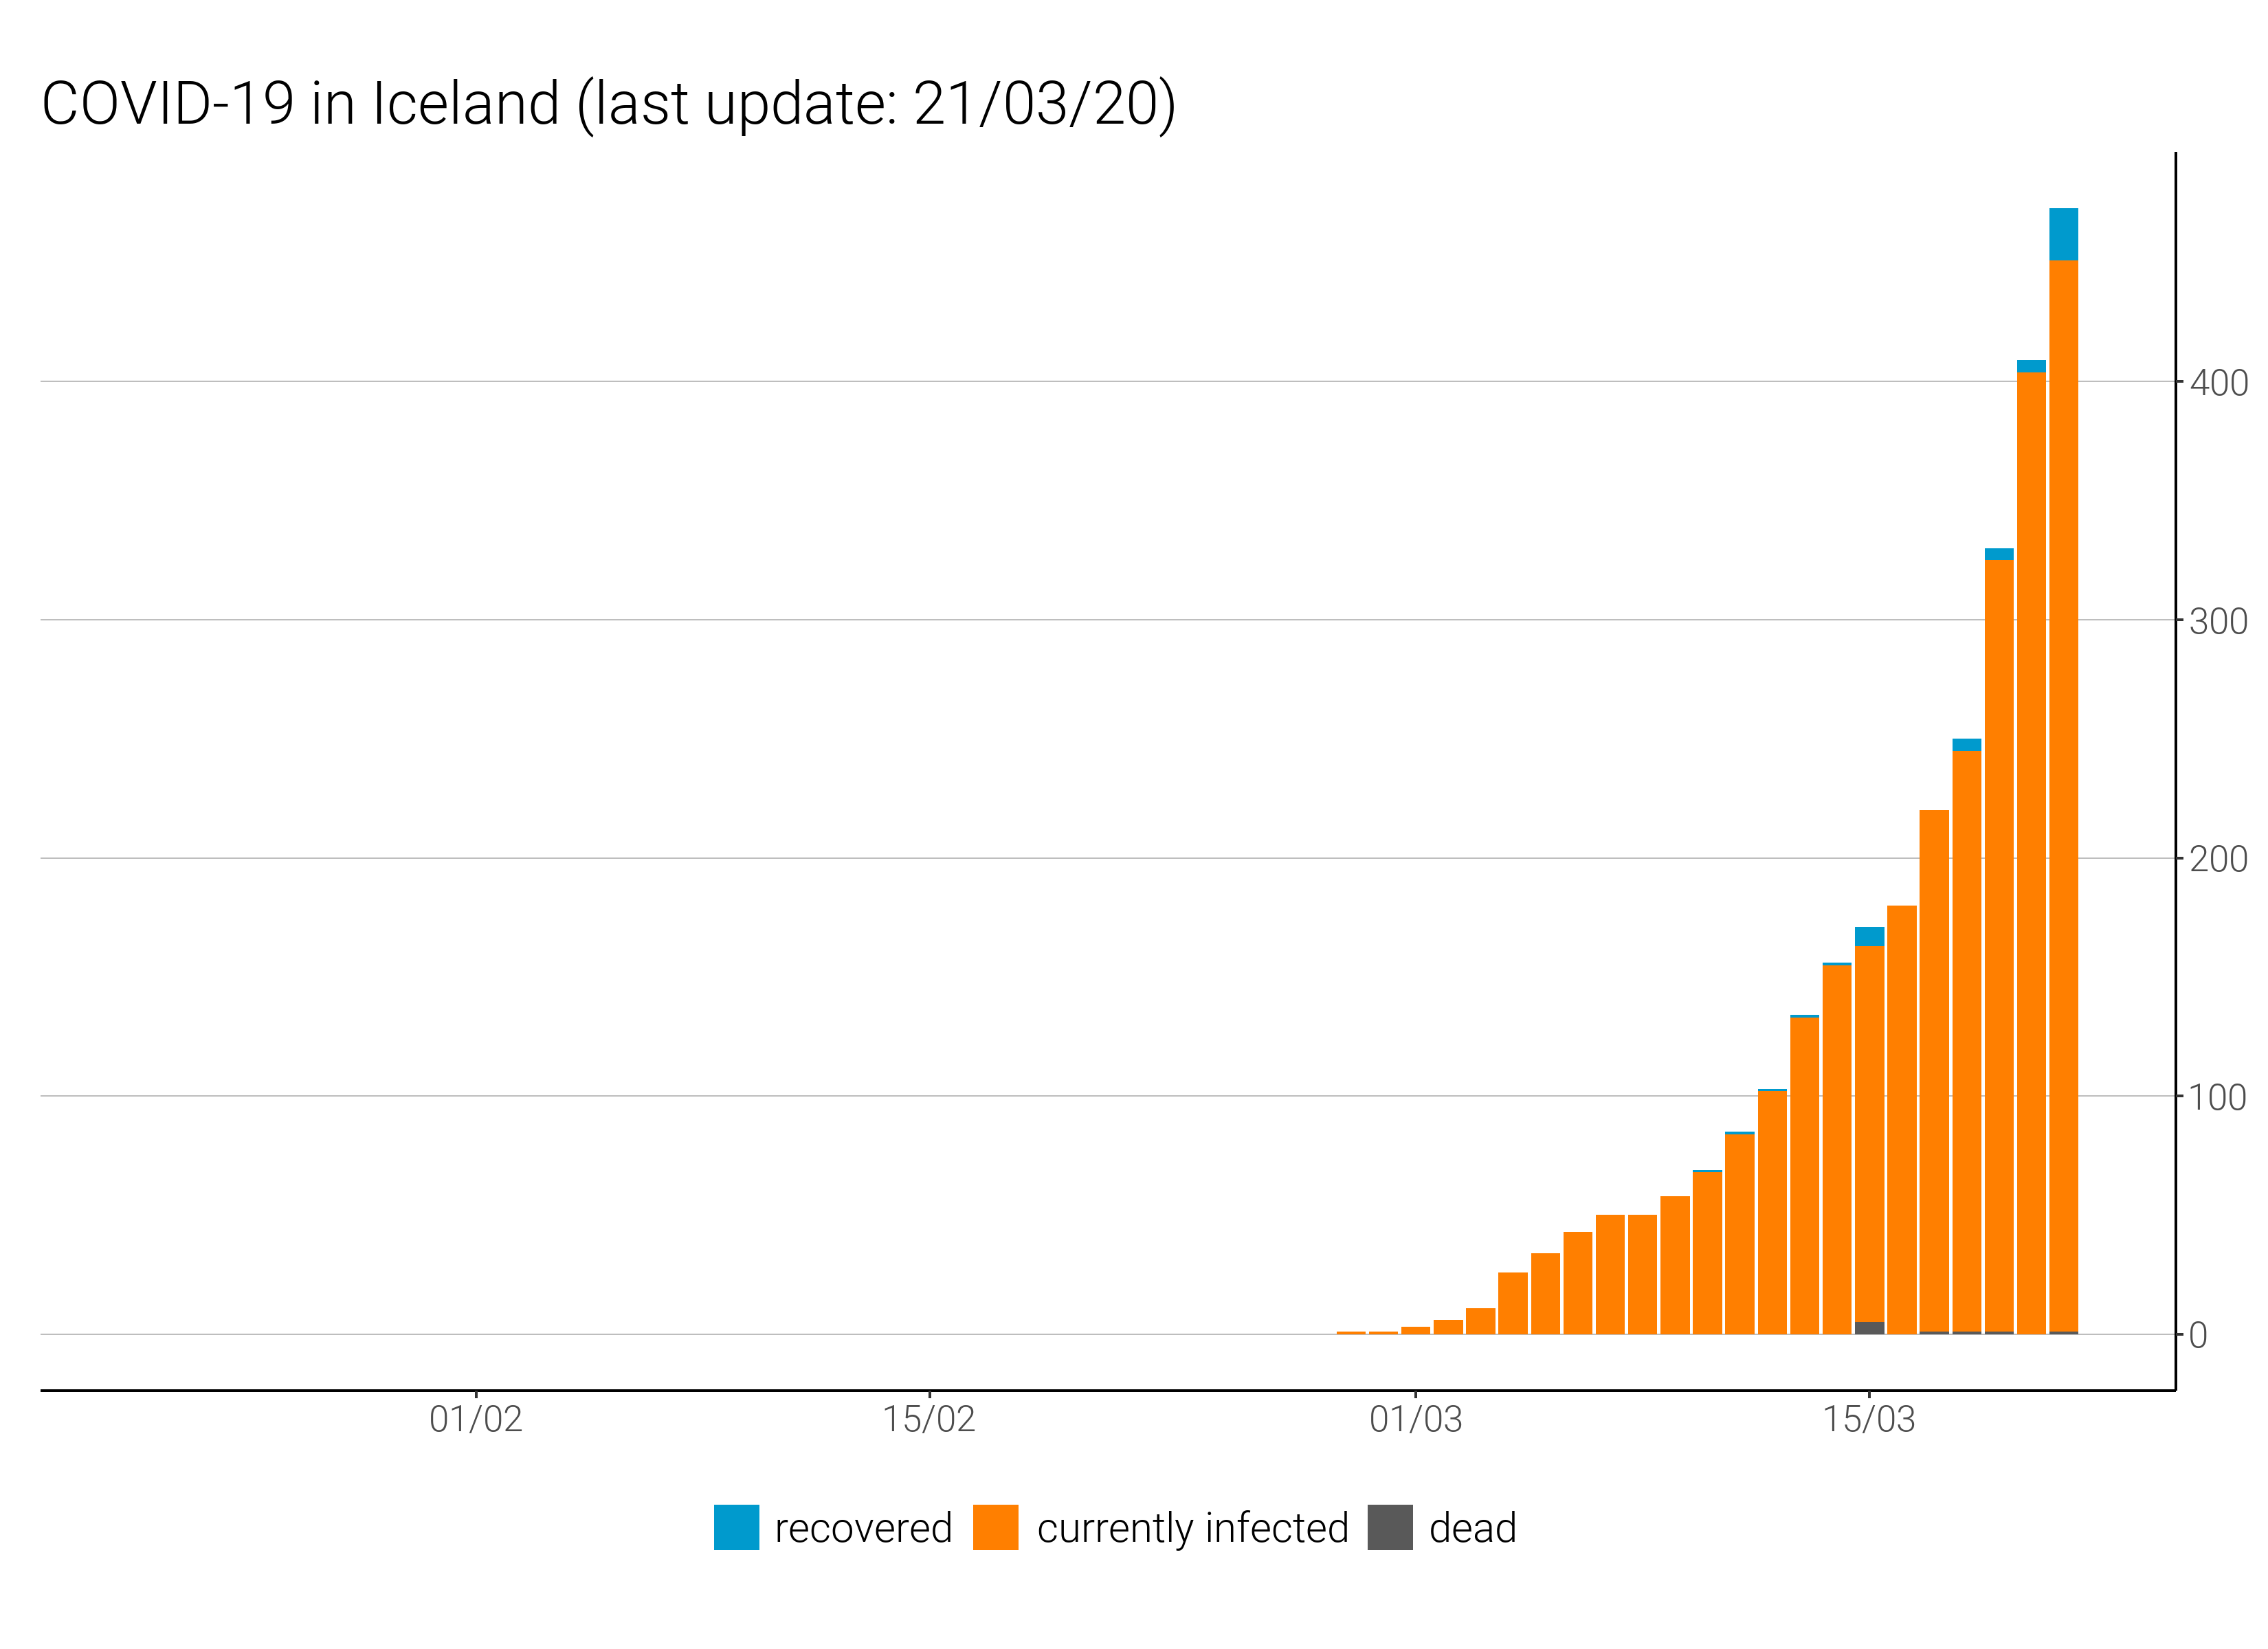 COVID-19 in Iceland (last update: 21/03/20)
400
300
200
100
0
01/02 15/02 01/03 15/03
recovered currently infected dead